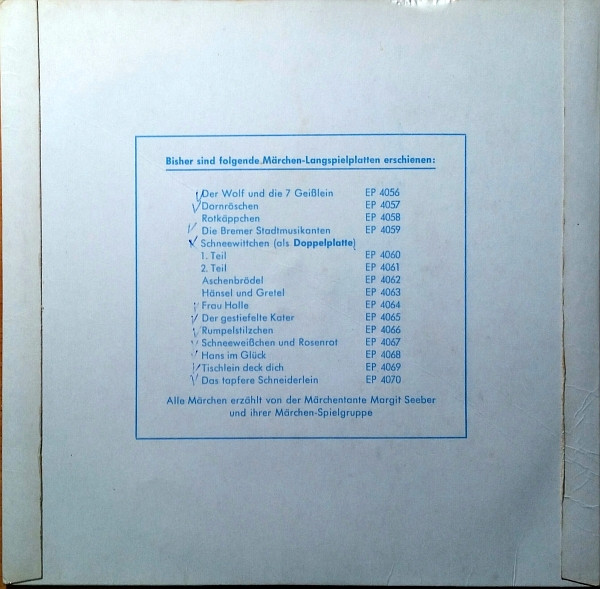 Bisher sind folgende Märchen-Langspielplatten erschienen:
Der Wolf und die 7 Geißlein EP 4056
Dornröschen EP 4057
Rotkäppchen EP 4058
Die Bremer Stadtmusikanten EP 4059
Schneewittchen (als Doppelplatte)
1. Teil EP 4060
2. Teil EP 4061
Aschenbrödel EP 4062
Hänsel und Gretel EP 4063
Frau Holle EP 4064
Der gestiefelte Kater EP 4065
Rumpelstilzchen EP 4066
Schneeweißchen und Rosenrot EP 4067
Hans im Glück EP 4068
Tischlein deck dich EP 4069
Das tapfere Schneiderlein EP 4070
Alle Märchen erzählt von der Märchentante Margit Seeber
und ihrer Märchen-Spielgruppe